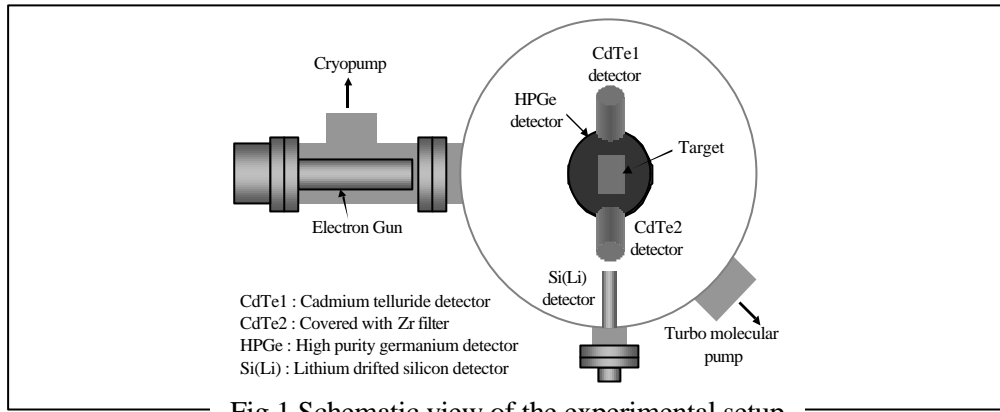 Cryopump
CdTe1
detector
HPGe
detector
Target
Electron Gun
CdTe2
detector
Si(Li)
detector
Turbo molecular
pump
CdTe1 : Cadmium telluride detector
CdTe2 : Covered with Zr filter
HPGe : High purity germanium detector
Si(Li) : Lithium drifted silicon detector
Fig.1 Schematic view of the experimental setup